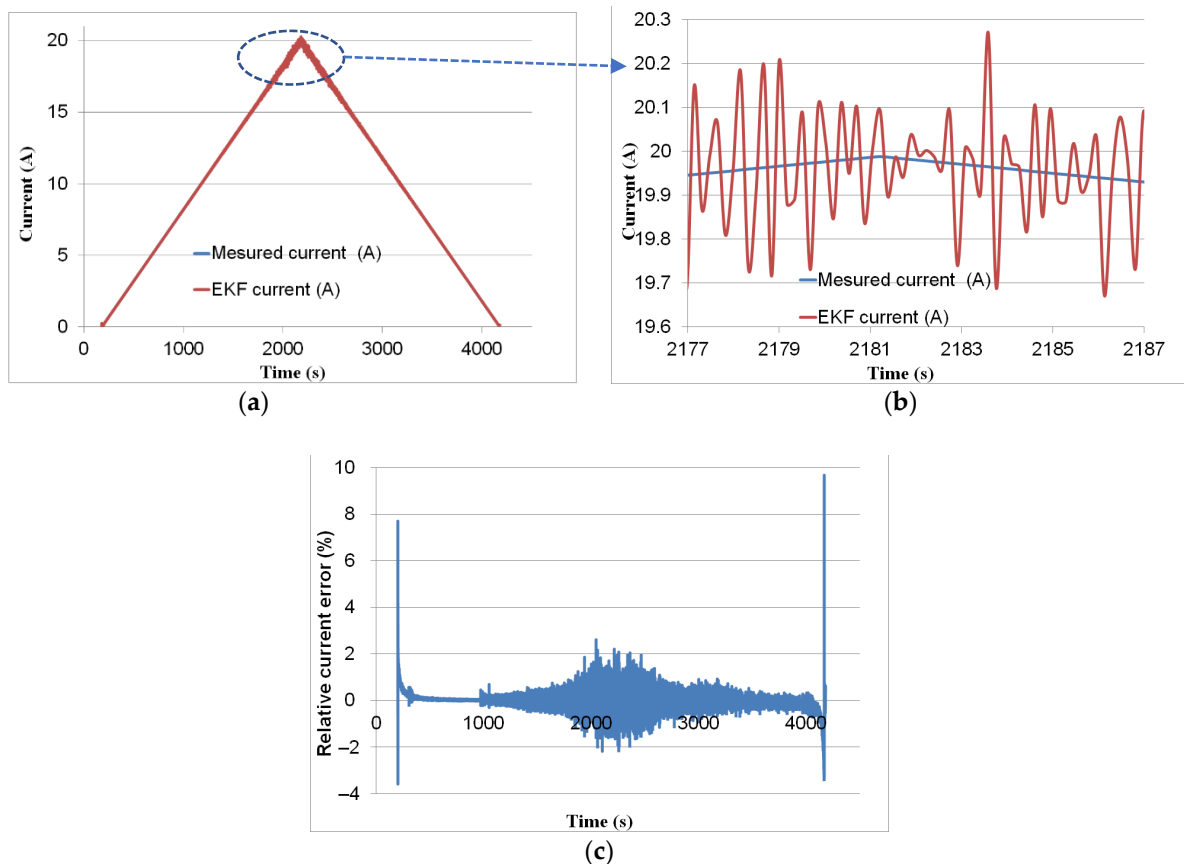 20
15
10
5
0
Current (A)
Mesured current (A)
EKF current (A)
0 1000 2000 3000 4000
Time (s)
(a)
20.3
20.2
20.1
20
19.9
19.8
19.7
19.6
Current (A)
Mesured current (A)
EKF current (A)
2177 2179 2181 2183 2185 2187
Time (s)
(b)
10
8
6
4
2
0
−2
−4
Relative current error (%)
0 1000 2000 3000 4000
Time (s)
(c)